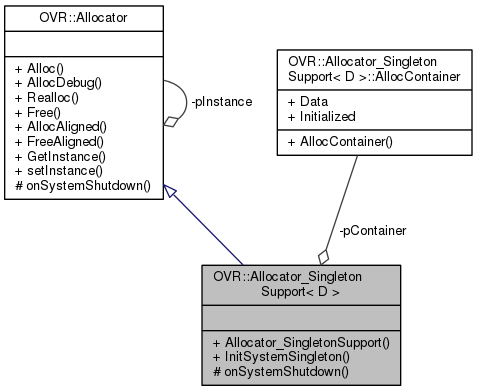 OVR::Allocator
+ Alloc()
+ AllocDebug()
+ Realloc()
+ Free()
+ AllocAligned()
+ FreeAligned()
+ GetInstance()
+ setInstance()
# onSystemShutdown()
-pInstance
OVR::Allocator_Singleton
Support< D >::AllocContainer
+ Data
+ Initialized
+ AllocContainer()
-pContainer
OVR::Allocator_Singleton
Support< D >
+ Allocator_SingletonSupport()
+ InitSystemSingleton()
# onSystemShutdown()